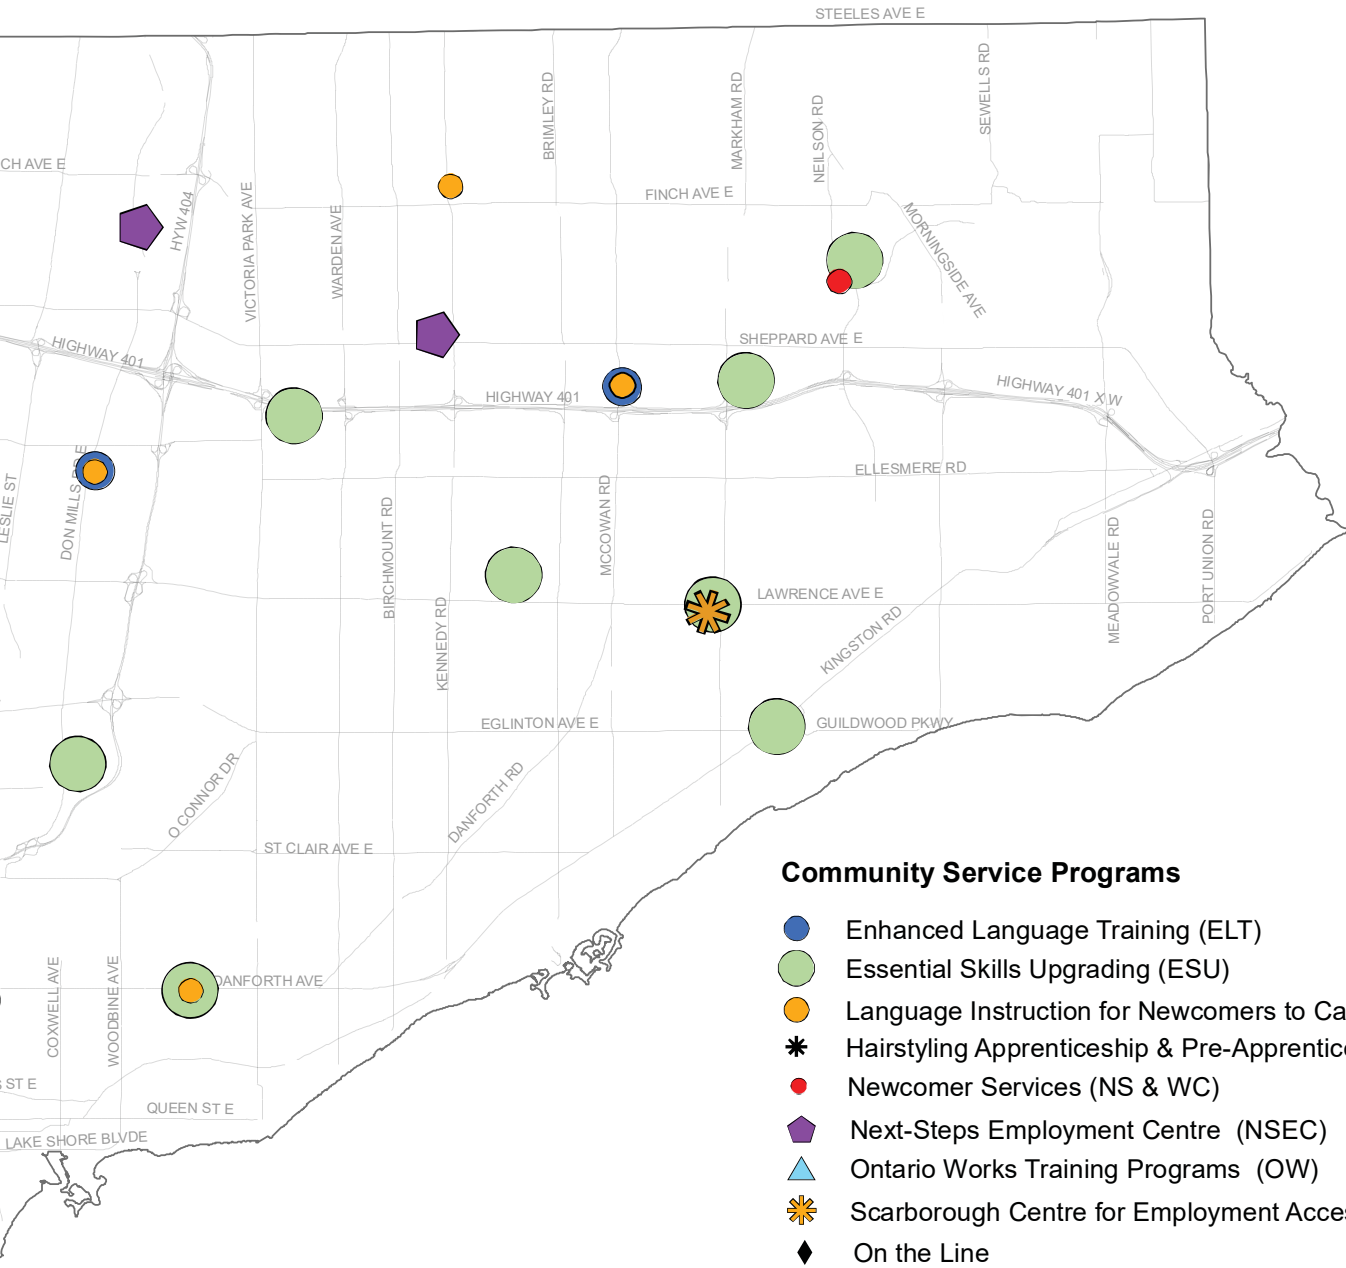 STEELES AVE E
BRIMLEY RD
MARKHAM RD
NEILSON RD
SEWELLS RD
CH AVE E
HYW 404
VICTORIA PARK AVE
WARDEN AVE
FINCH AVE E
MORNINGSIDE AVE
HIGHWAY 401
SHEPPARD AVE E
HIGHWAY 401
HIGHWAY 401 X W
LESLIE ST
DON MILLS RD E
ELLESMERE RD
BIRCHMOUNT RD
MCCOWAN RD
KENNEDY RD
LAWRENCE AVE E
KINGSTON RD
MEADOWVALE RD
PORT UNION RD
EGLINTON AVE E
GUILDWOOD PKWY
O CONNOR DR
DANFORTH RD
ST CLAIR AVE E
COXWELL AVE
WOODBINE AVE
DANFORTH AVE
S ST E
QUEEN ST E
LAKE SHORE BLVDE
Community Service Programs
Enhanced Language Training (ELT)
Essential Skills Upgrading (ESU)
Language Instruction for Newcomers to Ca
Hairstyling Apprenticeship & Pre-Apprentic
Newcomer Services (NS & WC)
Next-Steps Employment Centre (NSEC)
Ontario Works Training Programs (OW)
Scarborough Centre for Employment Acces
On the Line